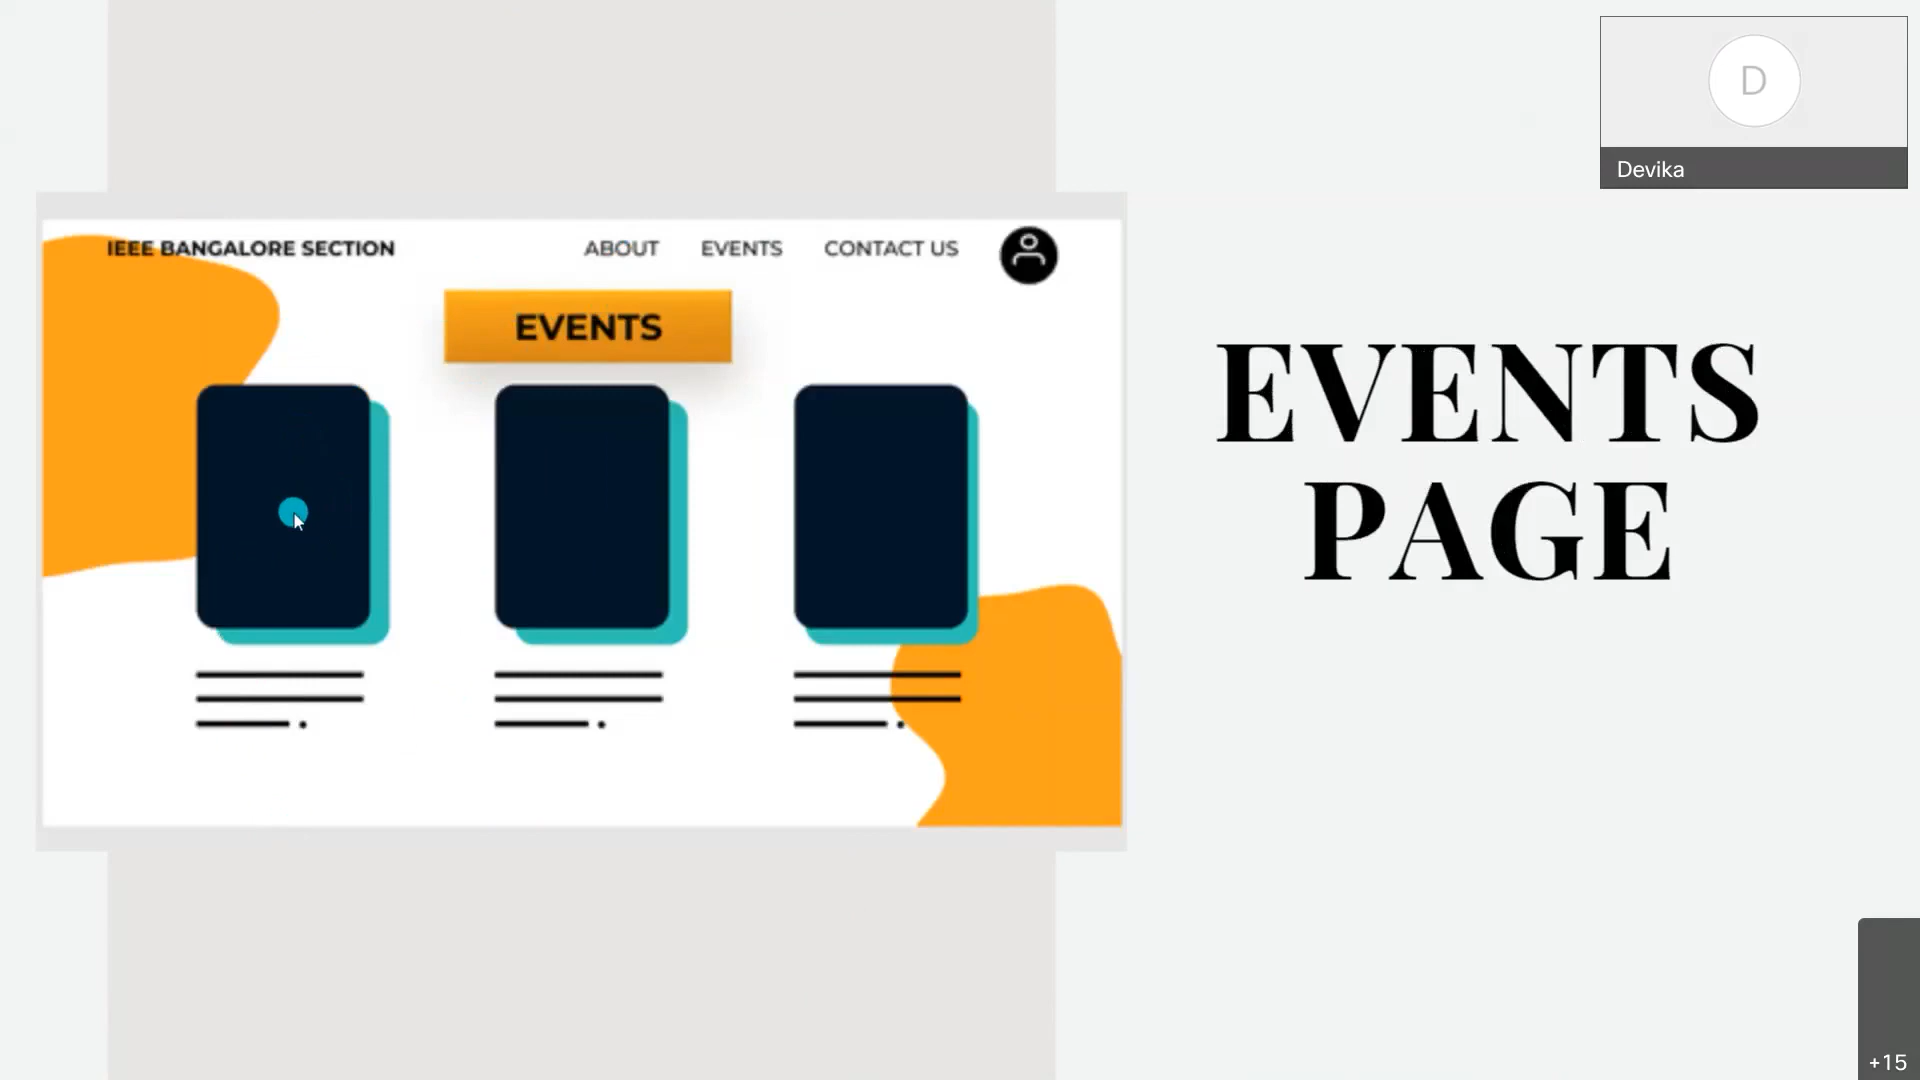 IEEE BANGALORE SECTION ABOUT EVENTS CONTACT US
EVENTS
EVENTS
PAGE
D
Devika
+15